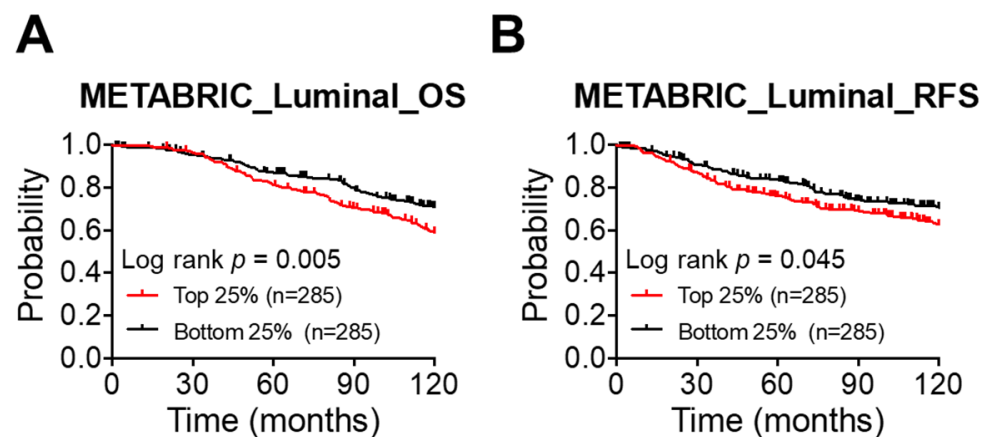 A
METABRIC_Luminal_OS
Probability
1.0
0.8
0.6
0.4
0.2
0.0
Log rank p = 0.005
Top 25% (n=285)
Bottom 25% (n=285)
0 30 60 90 120
Time (months)
B
METABRIC_Luminal_RFS
Probability
1.0
0.8
0.6
0.4
0.2
0.0
Log rank p = 0.045
Top 25% (n=285)
Bottom 25% (n=285)
0 30 60 90 120
Time (months)